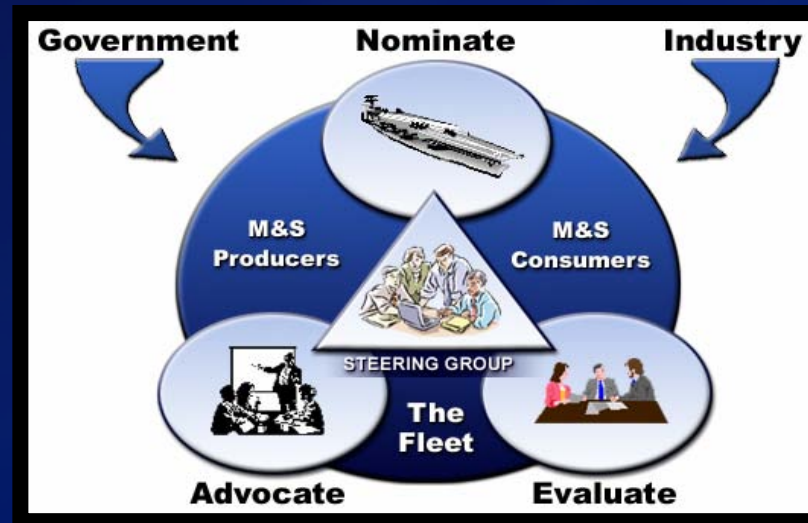 Government
Nominate
Industry
M&S
Producers
M&S
Consumers
STEERING GROUP
The
Fleet
Advocate
Evaluate